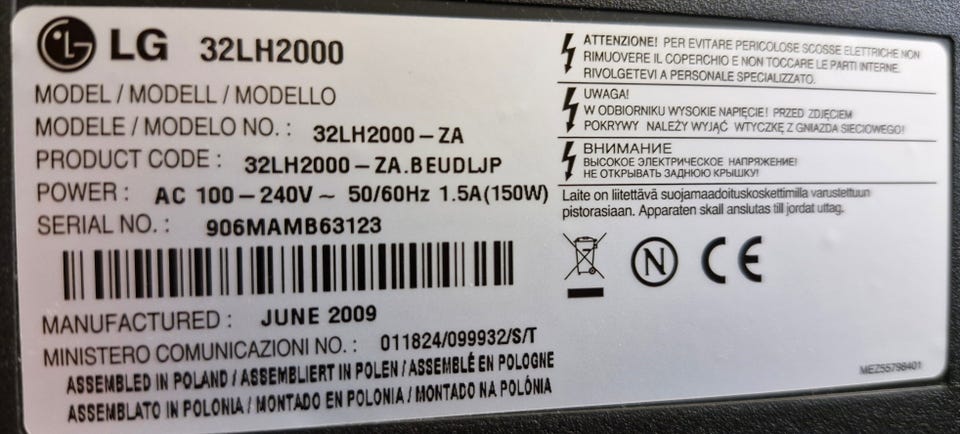 LG 32LH2000
MODEL / MODELL / MODELLO
MODELE / MODELO NO. : 32LH2000-ZA
PRODUCT CODE : 32LH2000-ZA.BEUDLJP
POWER : AC 100-240V ~ 50/60Hz 1.5A(150W)
SERIAL NO. : 906MAMB63123
MANUFACTURED : JUNE 2009
MINISTERO COMUNICAZIONI NO. : 011824/099932/S/T
ASSEMBLED IN POLAND / ASSEMBLIERT IN POLEN / ASSEMBLÉ EN POLOGNE
ASSEMBLATO IN POLONIA / MONTADO EN POLONIA / MONTADO NA POLÓNIA
ATTENZIONE! PER EVITARE PERICOLOSE SCOSSE ELETTRICHE NON
RIMUOVERE IL COPERCHIO E NON TOCCARE LE PARTI INTERNE.
RIVOLGETEVI A PERSONALE SPECIALIZZATO.
UWAGA!
W ODBIORNIKU WYSOKIE NAPIĘCIE! PRZED ZDJĘCIEM
POKRYWY NALEŻY WYJĄĆ WTYCZKĘ Z GNIAZDA SIECIOWEGO!
ВНИМАНИЕ
ВЫСОКОЕ ЭЛЕКТРИЧЕСКОЕ НАПРЯЖЕНИЕ!
НЕ ОТКРЫВАТЬ ЗАДНЮЮ КРЫШКУ!
Laite on liitettävä suojamaadoituskoskettimilla varustettuun
pistorasiaan. Apparaten skall anslutas till jordat uttag.
N
CE
MEZ55798401